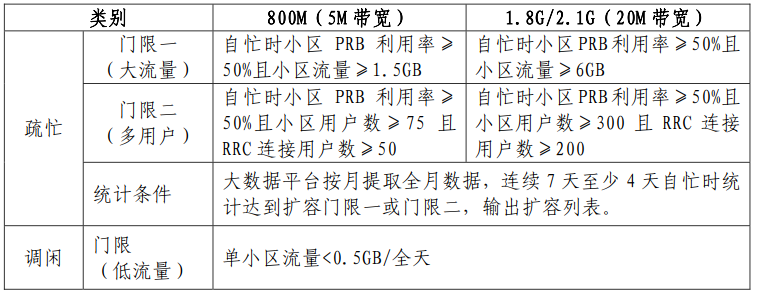 类别 800M（5M 带宽） 1.8G/2.1G（20M 带宽）
疏忙
门限一
（大流量）
自忙时小区 PRB 利用率≥
50%且小区流量≥1.5GB
自忙时小区PRB利用率≥50%且
小区流量≥6GB
门限二
（多用户）
自忙时小区 PRB 利用率≥
50%且小区用户数≥75 且
RRC 连接用户数≥50
自忙时小区PRB利用率≥50%且
小区用户数≥300 且 RRC 连接
用户数≥200
统计条件
大数据平台按月提取全月数据，连续 7 天至少 4 天自忙时统
计达到扩容门限一或门限二，输出扩容列表。
调闲
门限
（低流量）
单小区流量<0.5GB/全天